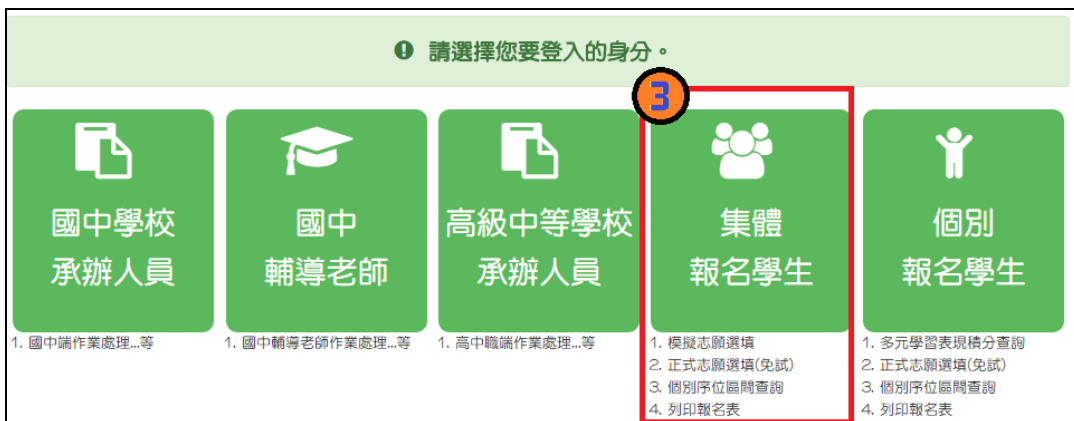 請選擇您要登入的身分。
3
國中學校
承辦人員
1. 國中端作業處理...等
國中
輔導老師
1. 國中輔導老師作業處理...等
高級中等學校
承辦人員
1. 高中職端作業處理...等
集體
報名學生
1. 模擬志願選填
2. 正式志願選填(免試)
3. 個別序位區間查詢
4. 列印報名表
個別
報名學生
1. 多元學習表現積分查詢
2. 正式志願選填(免試)
3. 個別序位區間查詢
4. 列印報名表